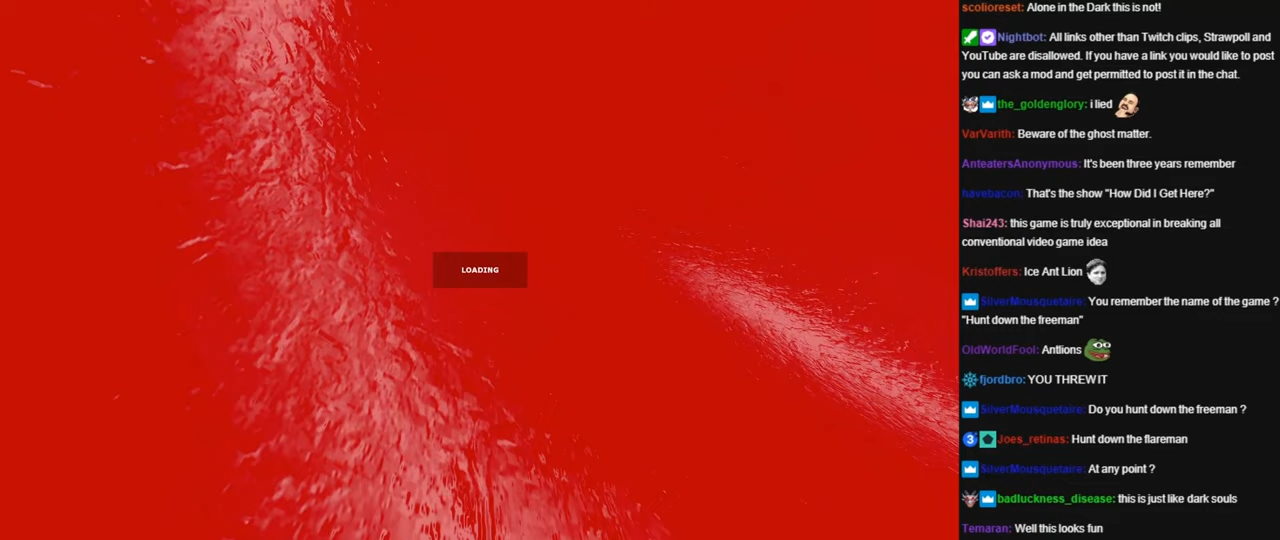 LOADING
scolioreset: Alone in the Dark this is not!
Nightbot: All links other than Twitch clips, Strawpoll and
YouTube are disallowed. If you have a link you would like to post
you can ask a mod and get permitted to post it in the chat.
the_goldenglory: i lied
VarVarith: Beware of the ghost matter.
AnteatersAnonymous: It's been three years remember
havebacon: That's the show "How Did I Get Here?"
Shai243: this game is truly exceptional in breaking all
conventional video game idea
Kristoffers: Ice Ant Lion
SilverMousquetaire: You remember the name of the game ?
"Hunt down the freeman"
OldWorldFool: Antlions
fjordbro: YOU THREW IT
SilverMousquetaire: Do you hunt down the freeman ?
3 Joes_retinas: Hunt down the flareman
SilverMousquetaire: At any point ?
badluckness_disease: this is just like dark souls
Temaran: Well this looks fun